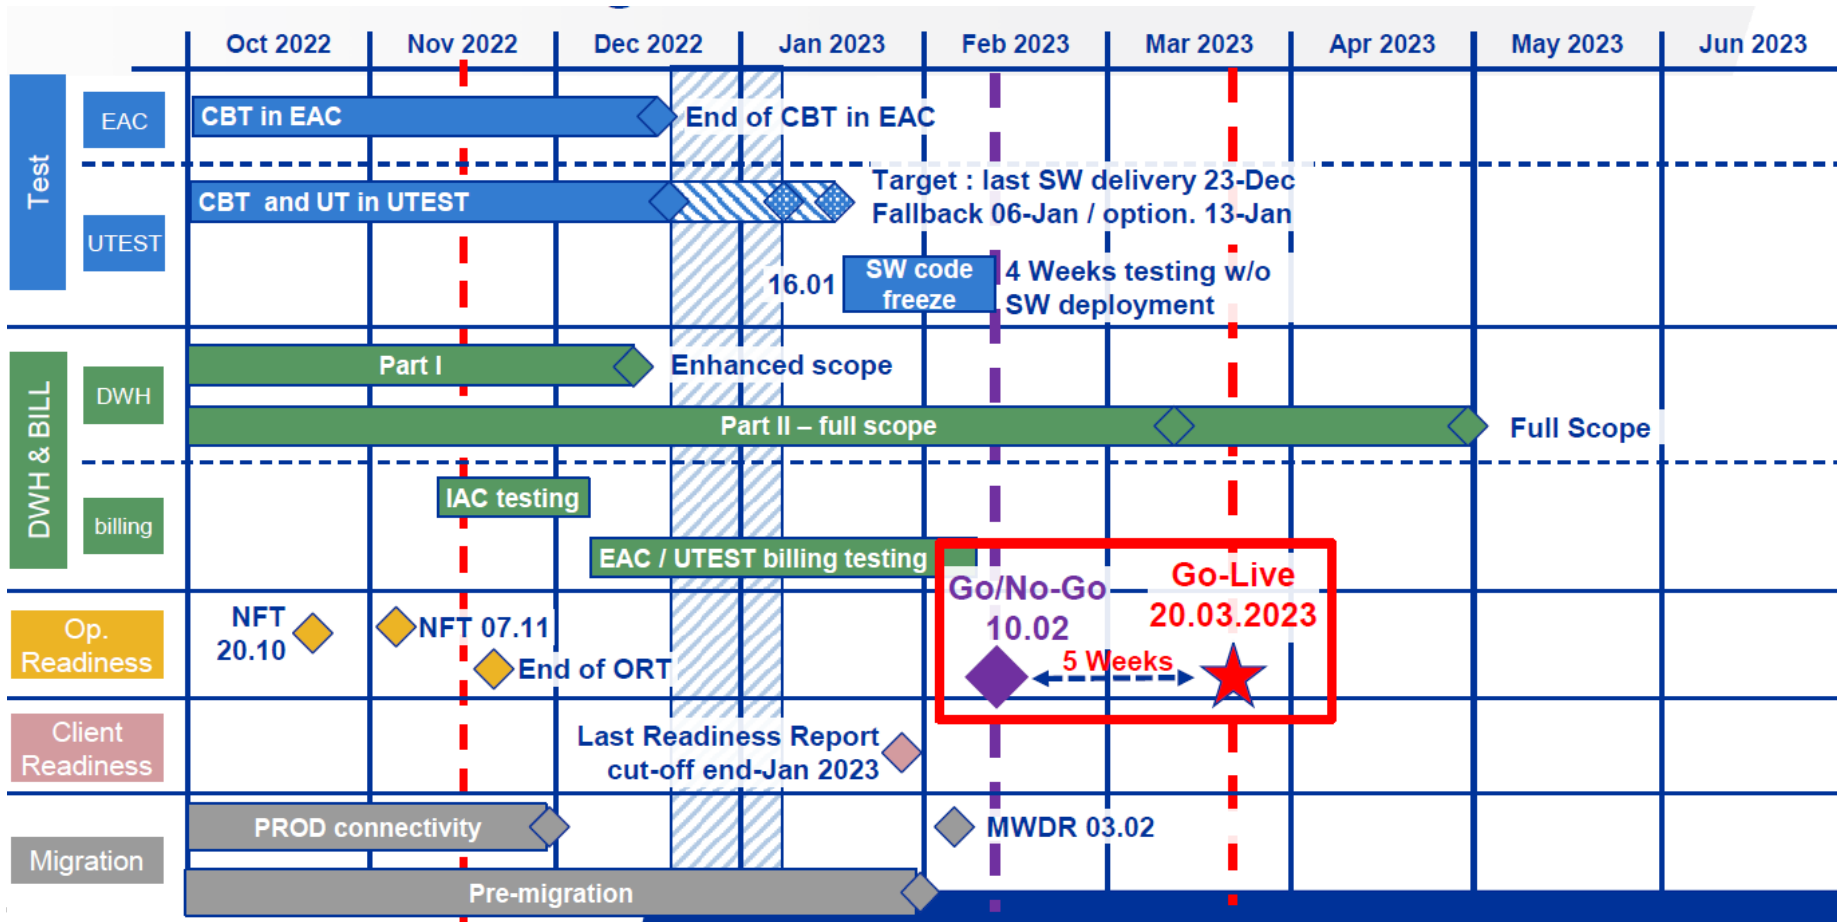 Oct 2022
Nov 2022
Dec 2022
Jan 2023
Feb 2023
Mar 2023
Apr 2023
May 2023
Jun 2023
Test
EAC
CBT in EAC
End of CBT in EAC
UTEST
CBT and UT in UTEST
Target : last SW delivery 23-Dec
Fallback 06-Jan / option. 13-Jan
16.01
SW code
freeze
4 Weeks testing w/o
SW deployment
DWH & BILL
DWH
Part I
Enhanced scope
Part II – full scope
Full Scope
billing
IAC testing
EAC / UTEST billing testing
Go/No-Go
10.02
Go-Live
20.03.2023
5 Weeks
Op.
Readiness
NFT
20.10
NFT 07.11
End of ORT
Client
Readiness
Last Readiness Report
cut-off end-Jan 2023
Migration
PROD connectivity
MWDR 03.02
Pre-migration